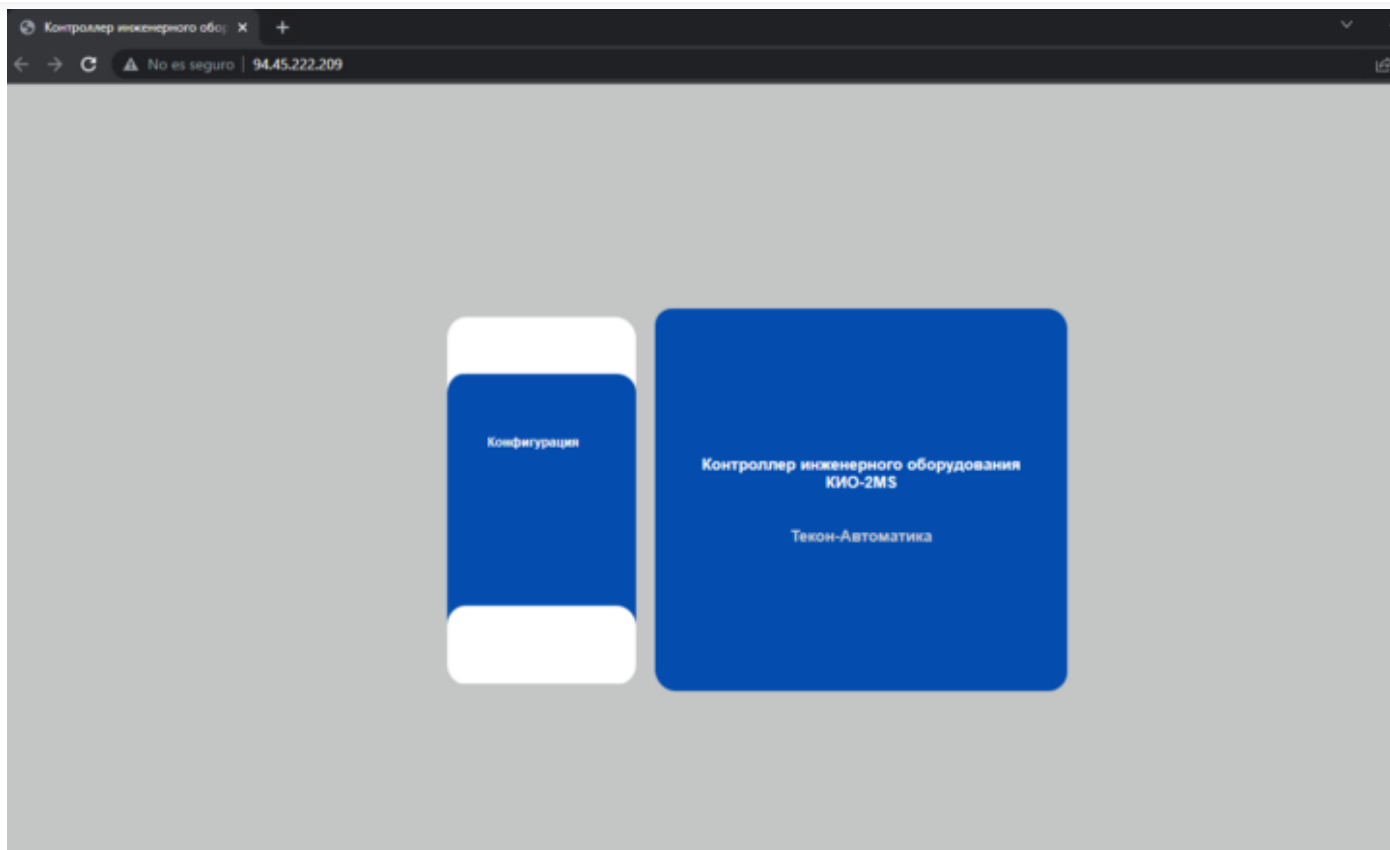 Контроллер инженерного обор
No es seguro
94.45.222.209
Конфигурация
Контроллер инженерного оборудования
КИО-2MS
Текон-Автоматика